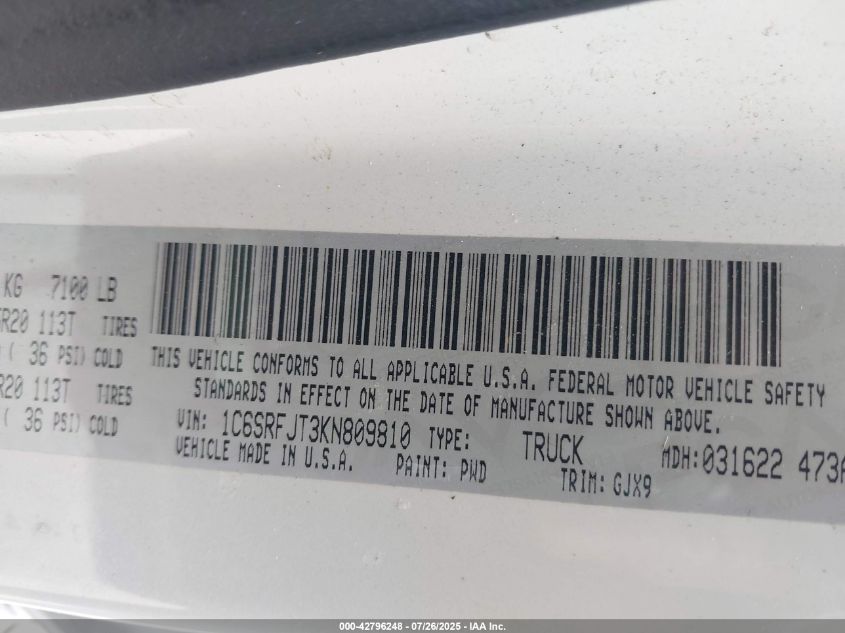 KG 7100 LB
R20 113T TIRES
( 36 PSI) COLD
R20 113T TIRES
( 36 PSI) COLD
THIS VEHICLE CONFORMS TO ALL APPLICABLE U.S.A. FEDERAL MOTOR VEHICLE SAFETY
STANDARDS IN EFFECT ON THE DATE OF MANUFACTURE SHOWN ABOVE.
VIN: 1C6SRFJT3KN809810 TYPE: TRUCK MDH: 031622 473A
VEHICLE MADE IN U.S.A. PAINT: PWD TRIM: GJX9
000-42796248 - 07/26/2025 - IAA Inc.